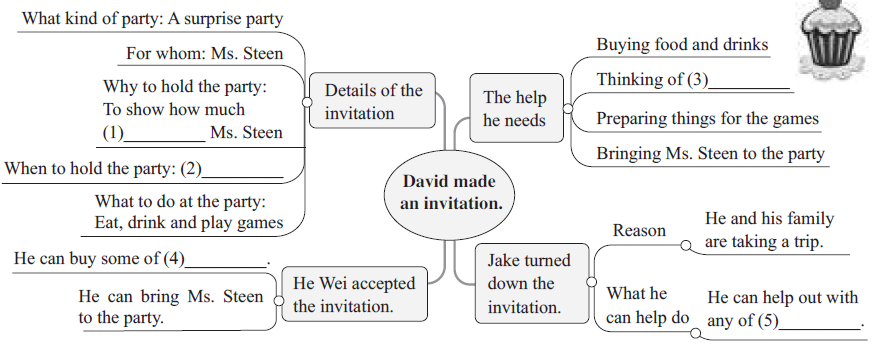 What kind of party: A surprise party
For whom: Ms. Steen
Why to hold the party:
To show how much
(1)_________ Ms. Steen
When to hold the party: (2)_________
What to do at the party:
Eat, drink and play games
Details of the
invitation
The help
he needs
Buying food and drinks
Thinking of (3)_________
Preparing things for the games
Bringing Ms. Steen to the party
David made
an invitation.
He can buy some of (4)_________.
He can bring Ms. Steen
to the party.
He Wei accepted
the invitation.
Jake turned
down the
invitation.
Reason
He and his family
are taking a trip.
What he
can help do
He can help out with
any of (5)_________.